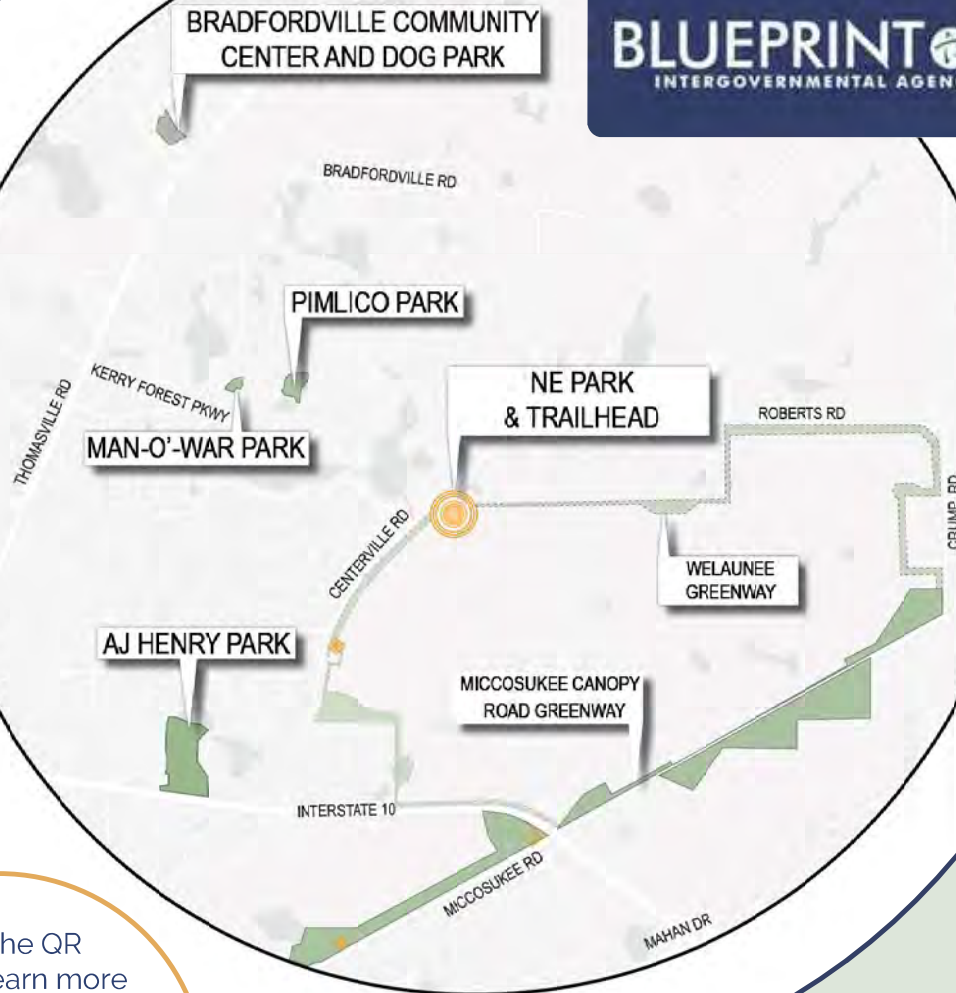 BRADFORDVILLE COMMUNITY
CENTER AND DOG PARK
BLUEPRINT
INTERGOVERNMENTAL
BRADFORDVILLE RD
PIMLICO PARK
KERRY FOREST PKWY
THOMASVILLE RD
MAN-O'-WAR PARK
NE PARK
& TRAILHEAD
ROBERTS RD
CRUMP RD
CENTERVILLE RD
WELAUNEE
GREENWAY
AJ HENRY PARK
MICCOSUKEE CANOPY
ROAD GREENWAY
INTERSTATE 10
MICCOSUKEE RD
MAHAN DR
he QR
earn more